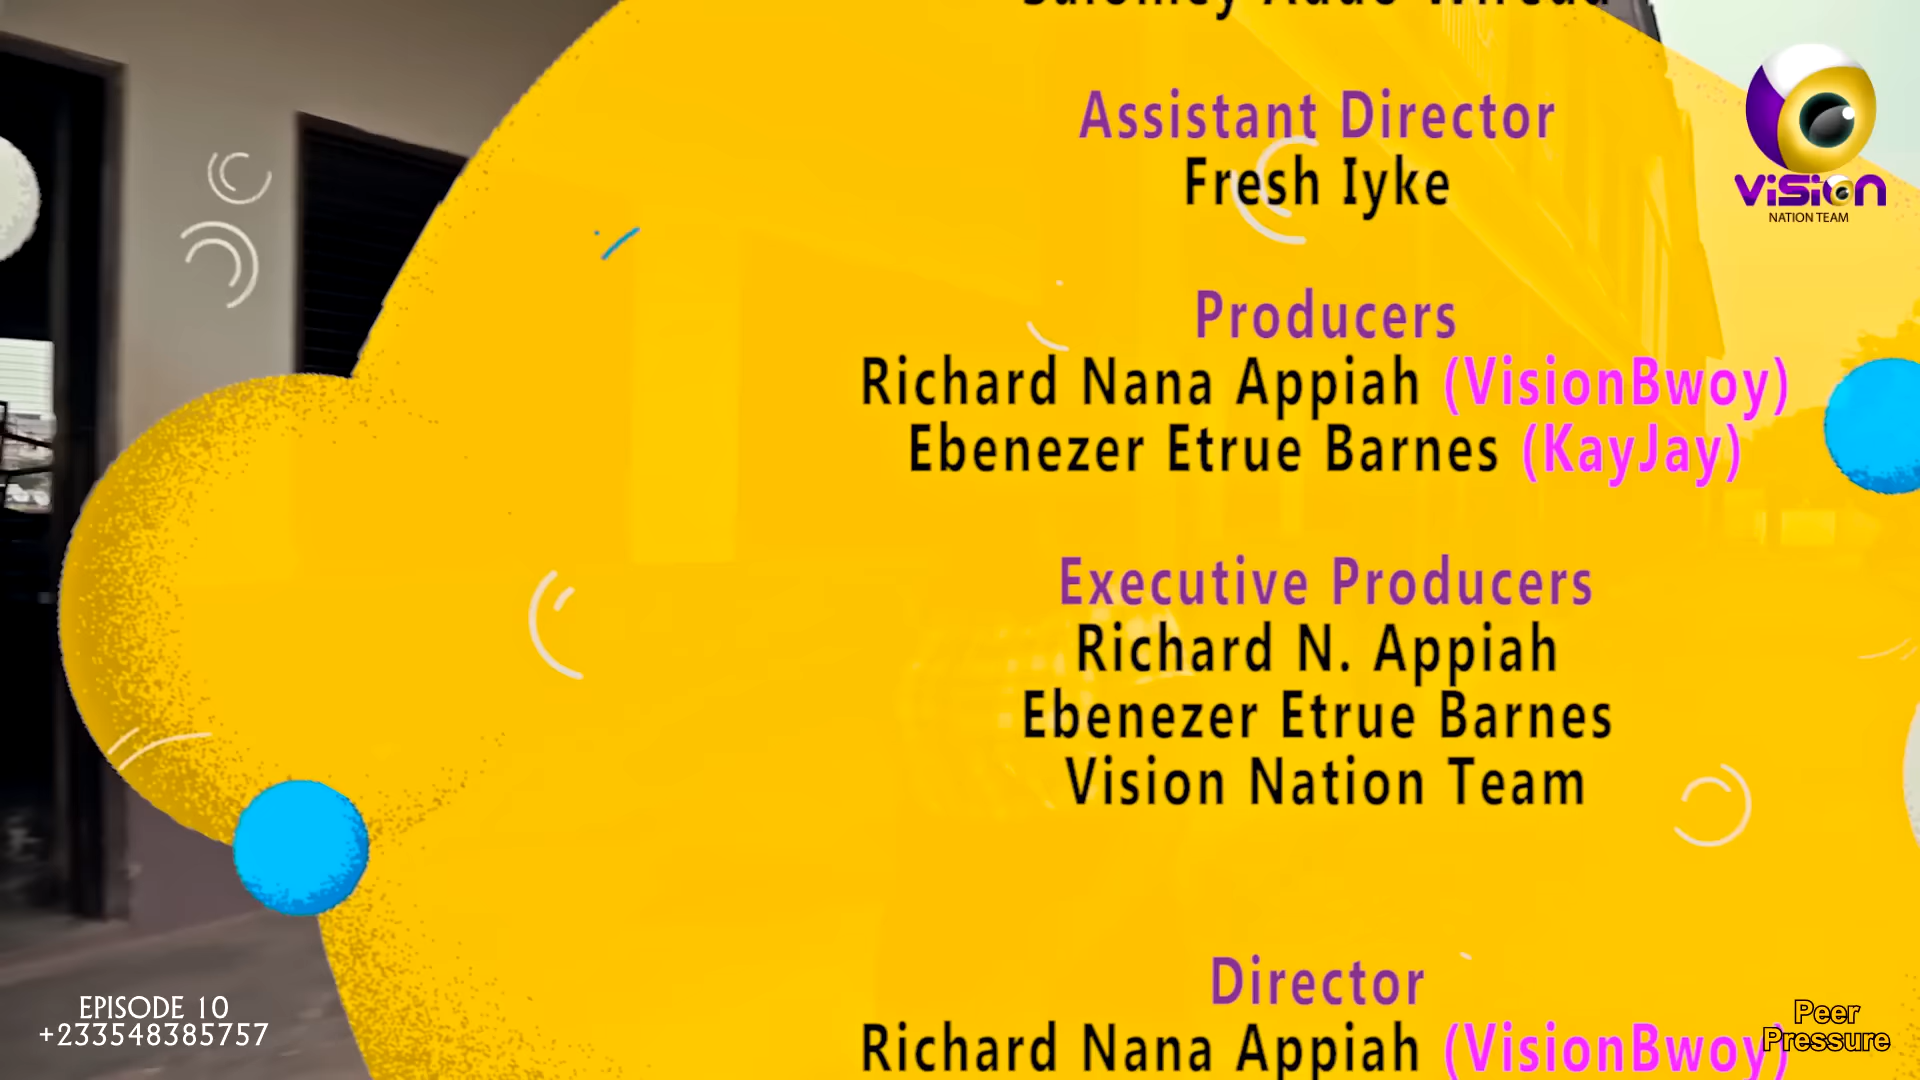 Assistant Director
Fresh Iyke
Producers
Richard Nana Appiah (VisionBwoy)
Ebenezer Etrue Barnes (KayJay)
Executive Producers
Richard N. Appiah
Ebenezer Etrue Barnes
Vision Nation Team
Director
Richard Nana Appiah (VisionBwoy)
ViSiON
NATION TEAM
EPISODE 10
+233548385757
Peer
Pressure